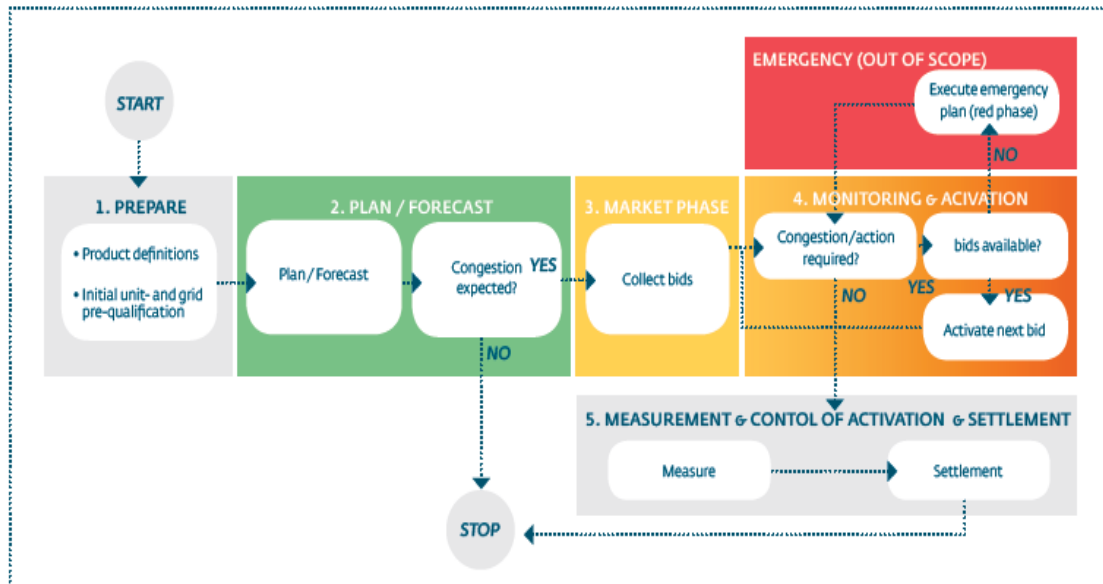 EMERGENCY (OUT OF SCOPE)
Execute emergency
plan (red phase)
NO
START
1. PREPARE
• Product definitions
• Initial unit- and grid
pre-qualification
2. PLAN / FORECAST
Plan/Forecast
Congestion
expected?
YES
NO
3. MARKET PHASE
Collect bids
4. MONITORING & ACIVATION
Congestion/action
required?
YES
NO
bids available?
YES
Activate next bid
5. MEASUREMENT & CONTOL OF ACTIVATION & SETTLEMENT
Measure
Settlement
STOP